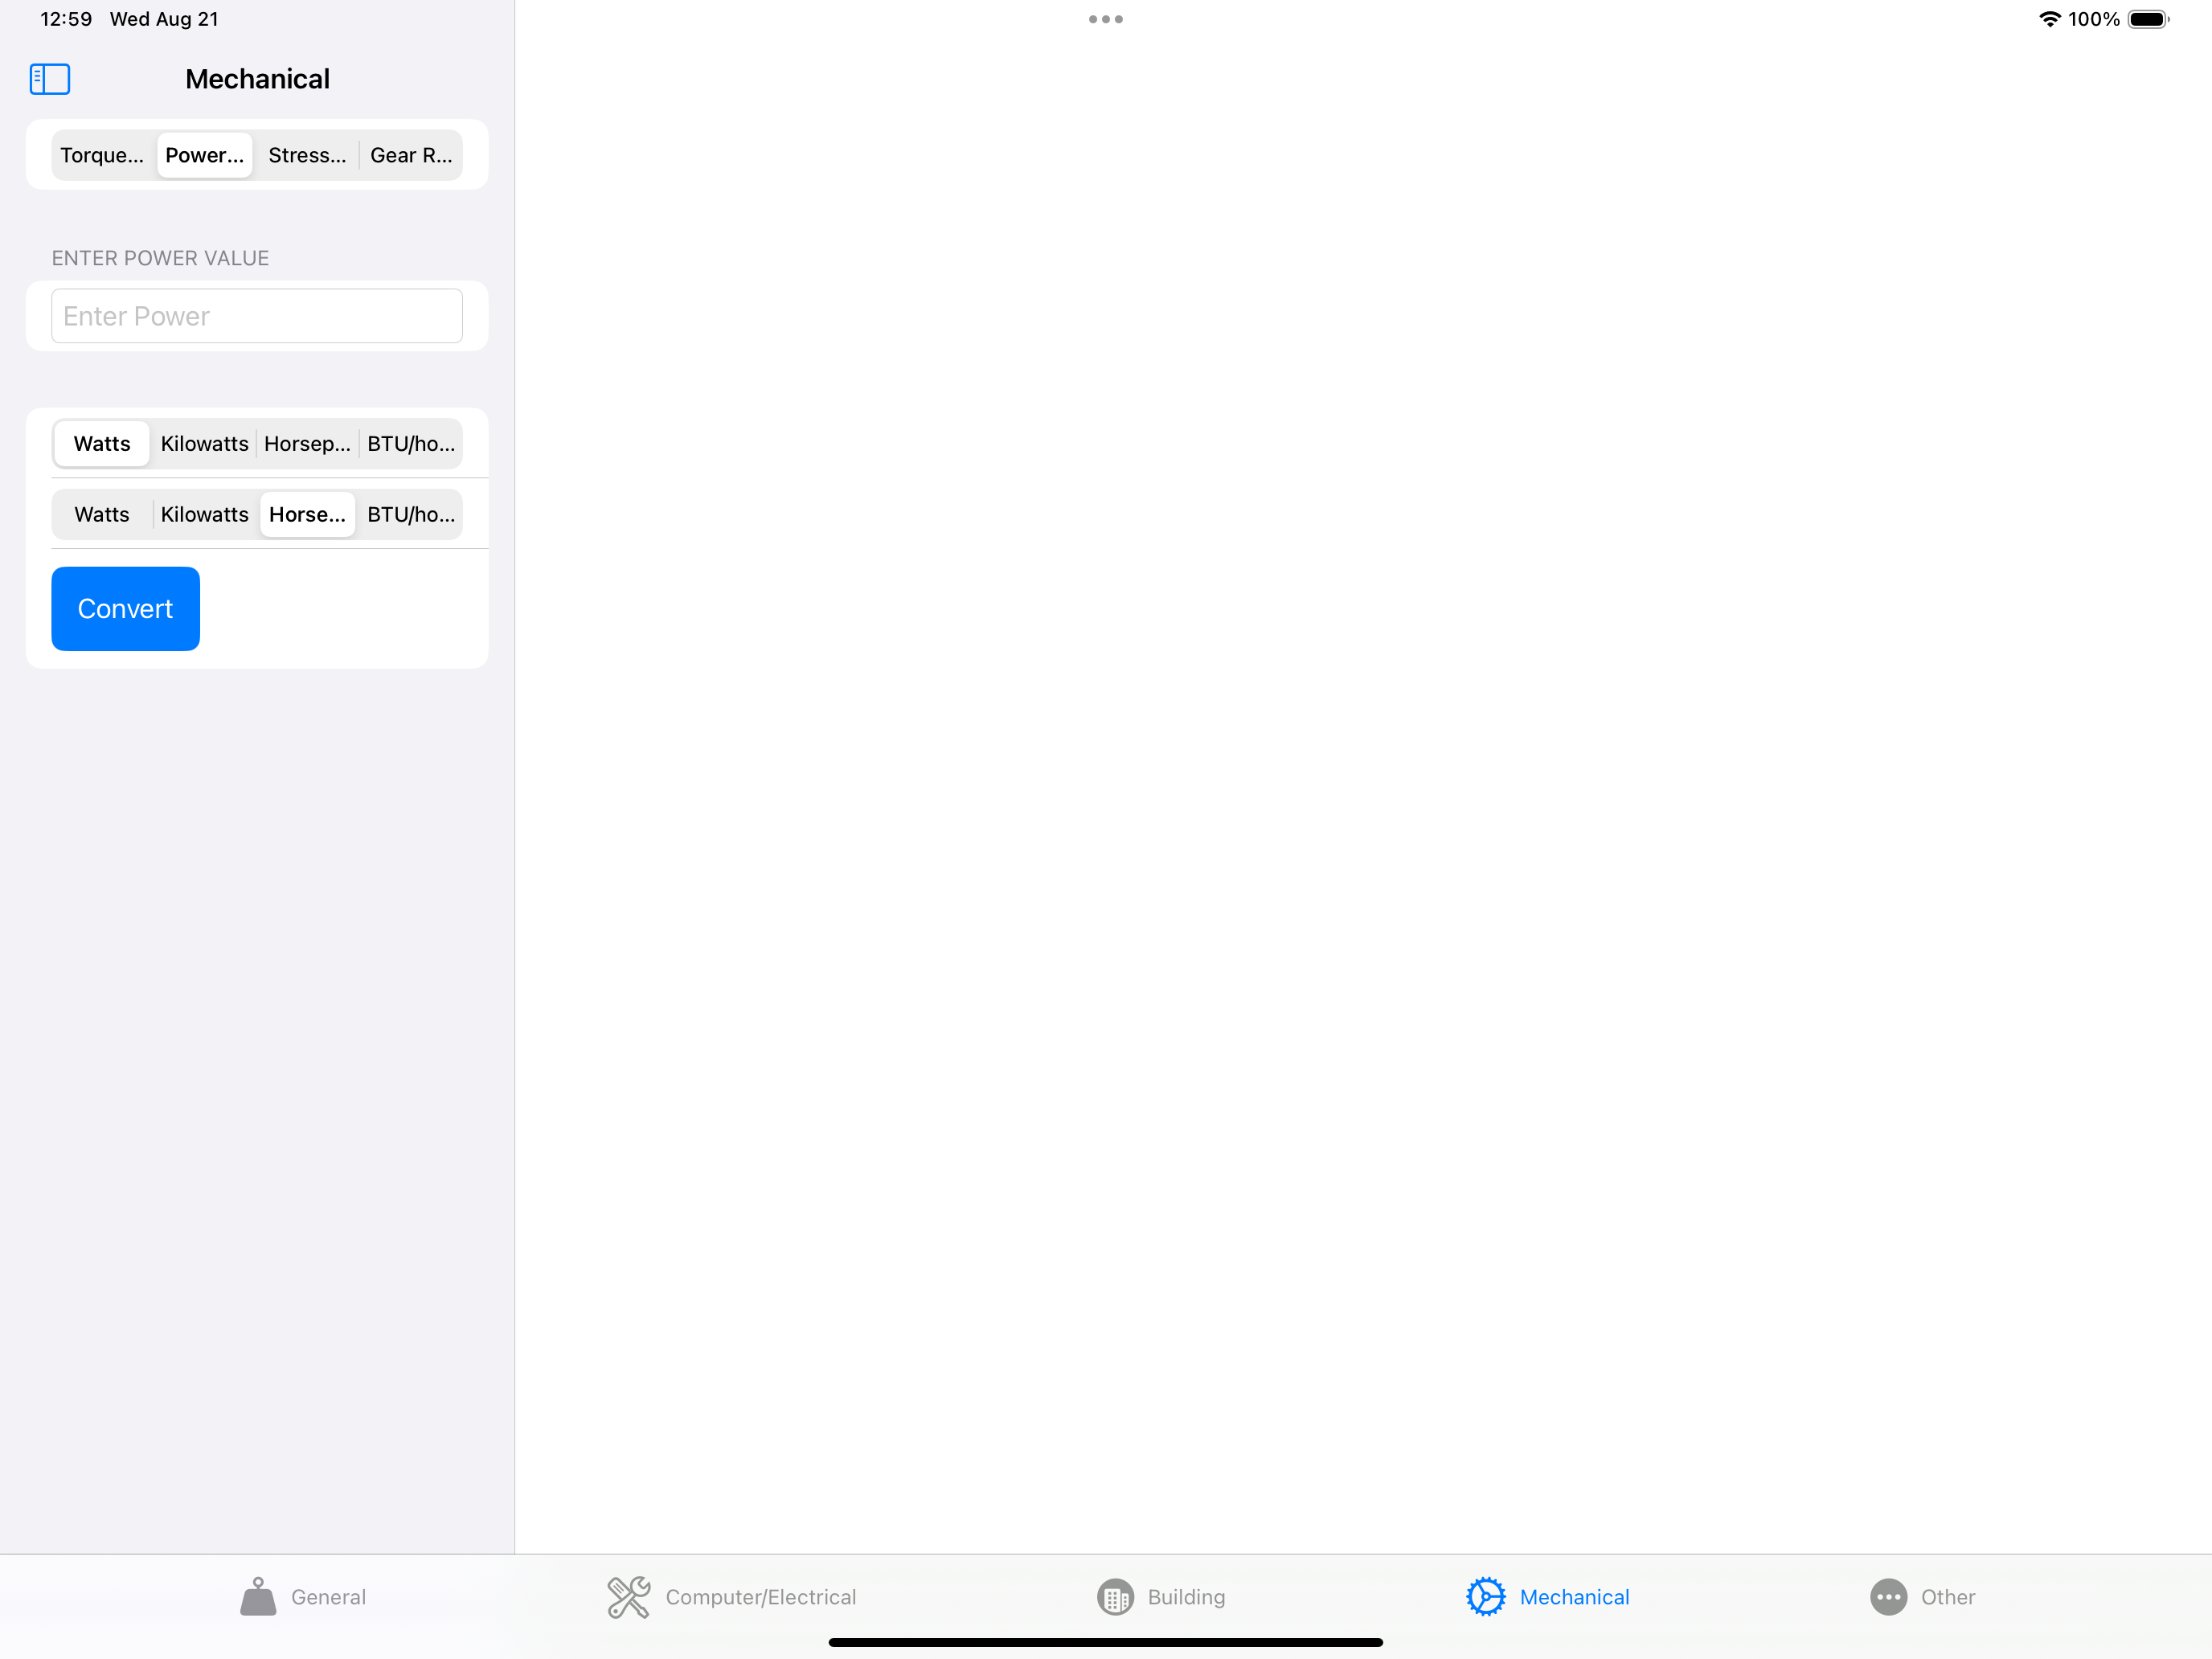 12:59 Wed Aug 21
100%
Mechanical
Torque... Power... Stress... Gear R...
ENTER POWER VALUE
Enter Power
Watts Kilowatts Horsep... BTU/ho...
Watts Kilowatts Horse... BTU/ho...
Convert
General Computer/Electrical Building Mechanical Other